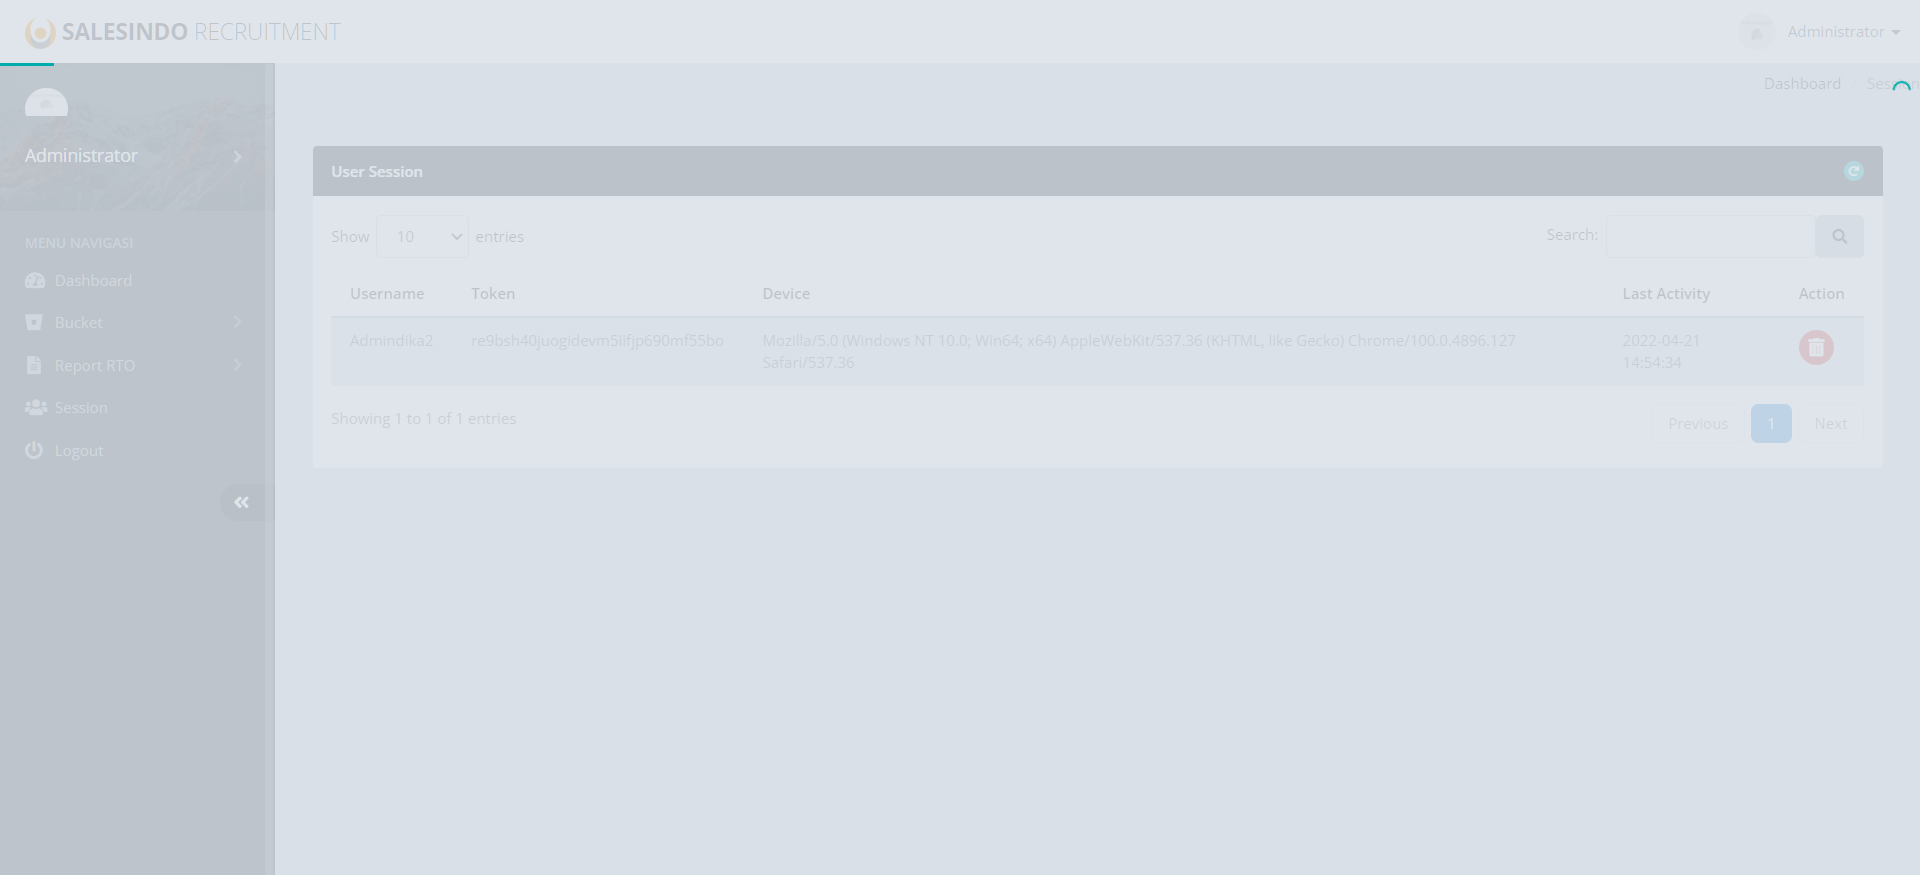 SALESINDO RECRUITMENT
Administrator
Dashboard / Session
Administrator
MENU NAVIGASI
Dashboard
Bucket
Report RTO
Session
Logout
User Session
Show 10 entries
Search:
Username Token Device Last Activity Action
Admindika2 re9bsh40juogidevm5iifjp690mf55bo Mozilla/5.0 (Windows NT 10.0; Win64; x64) AppleWebKit/537.36 (KHTML, like Gecko) Chrome/100.0.4896.127 2022-04-21
Safari/537.36 14:54:34
Showing 1 to 1 of 1 entries
Previous 1 Next